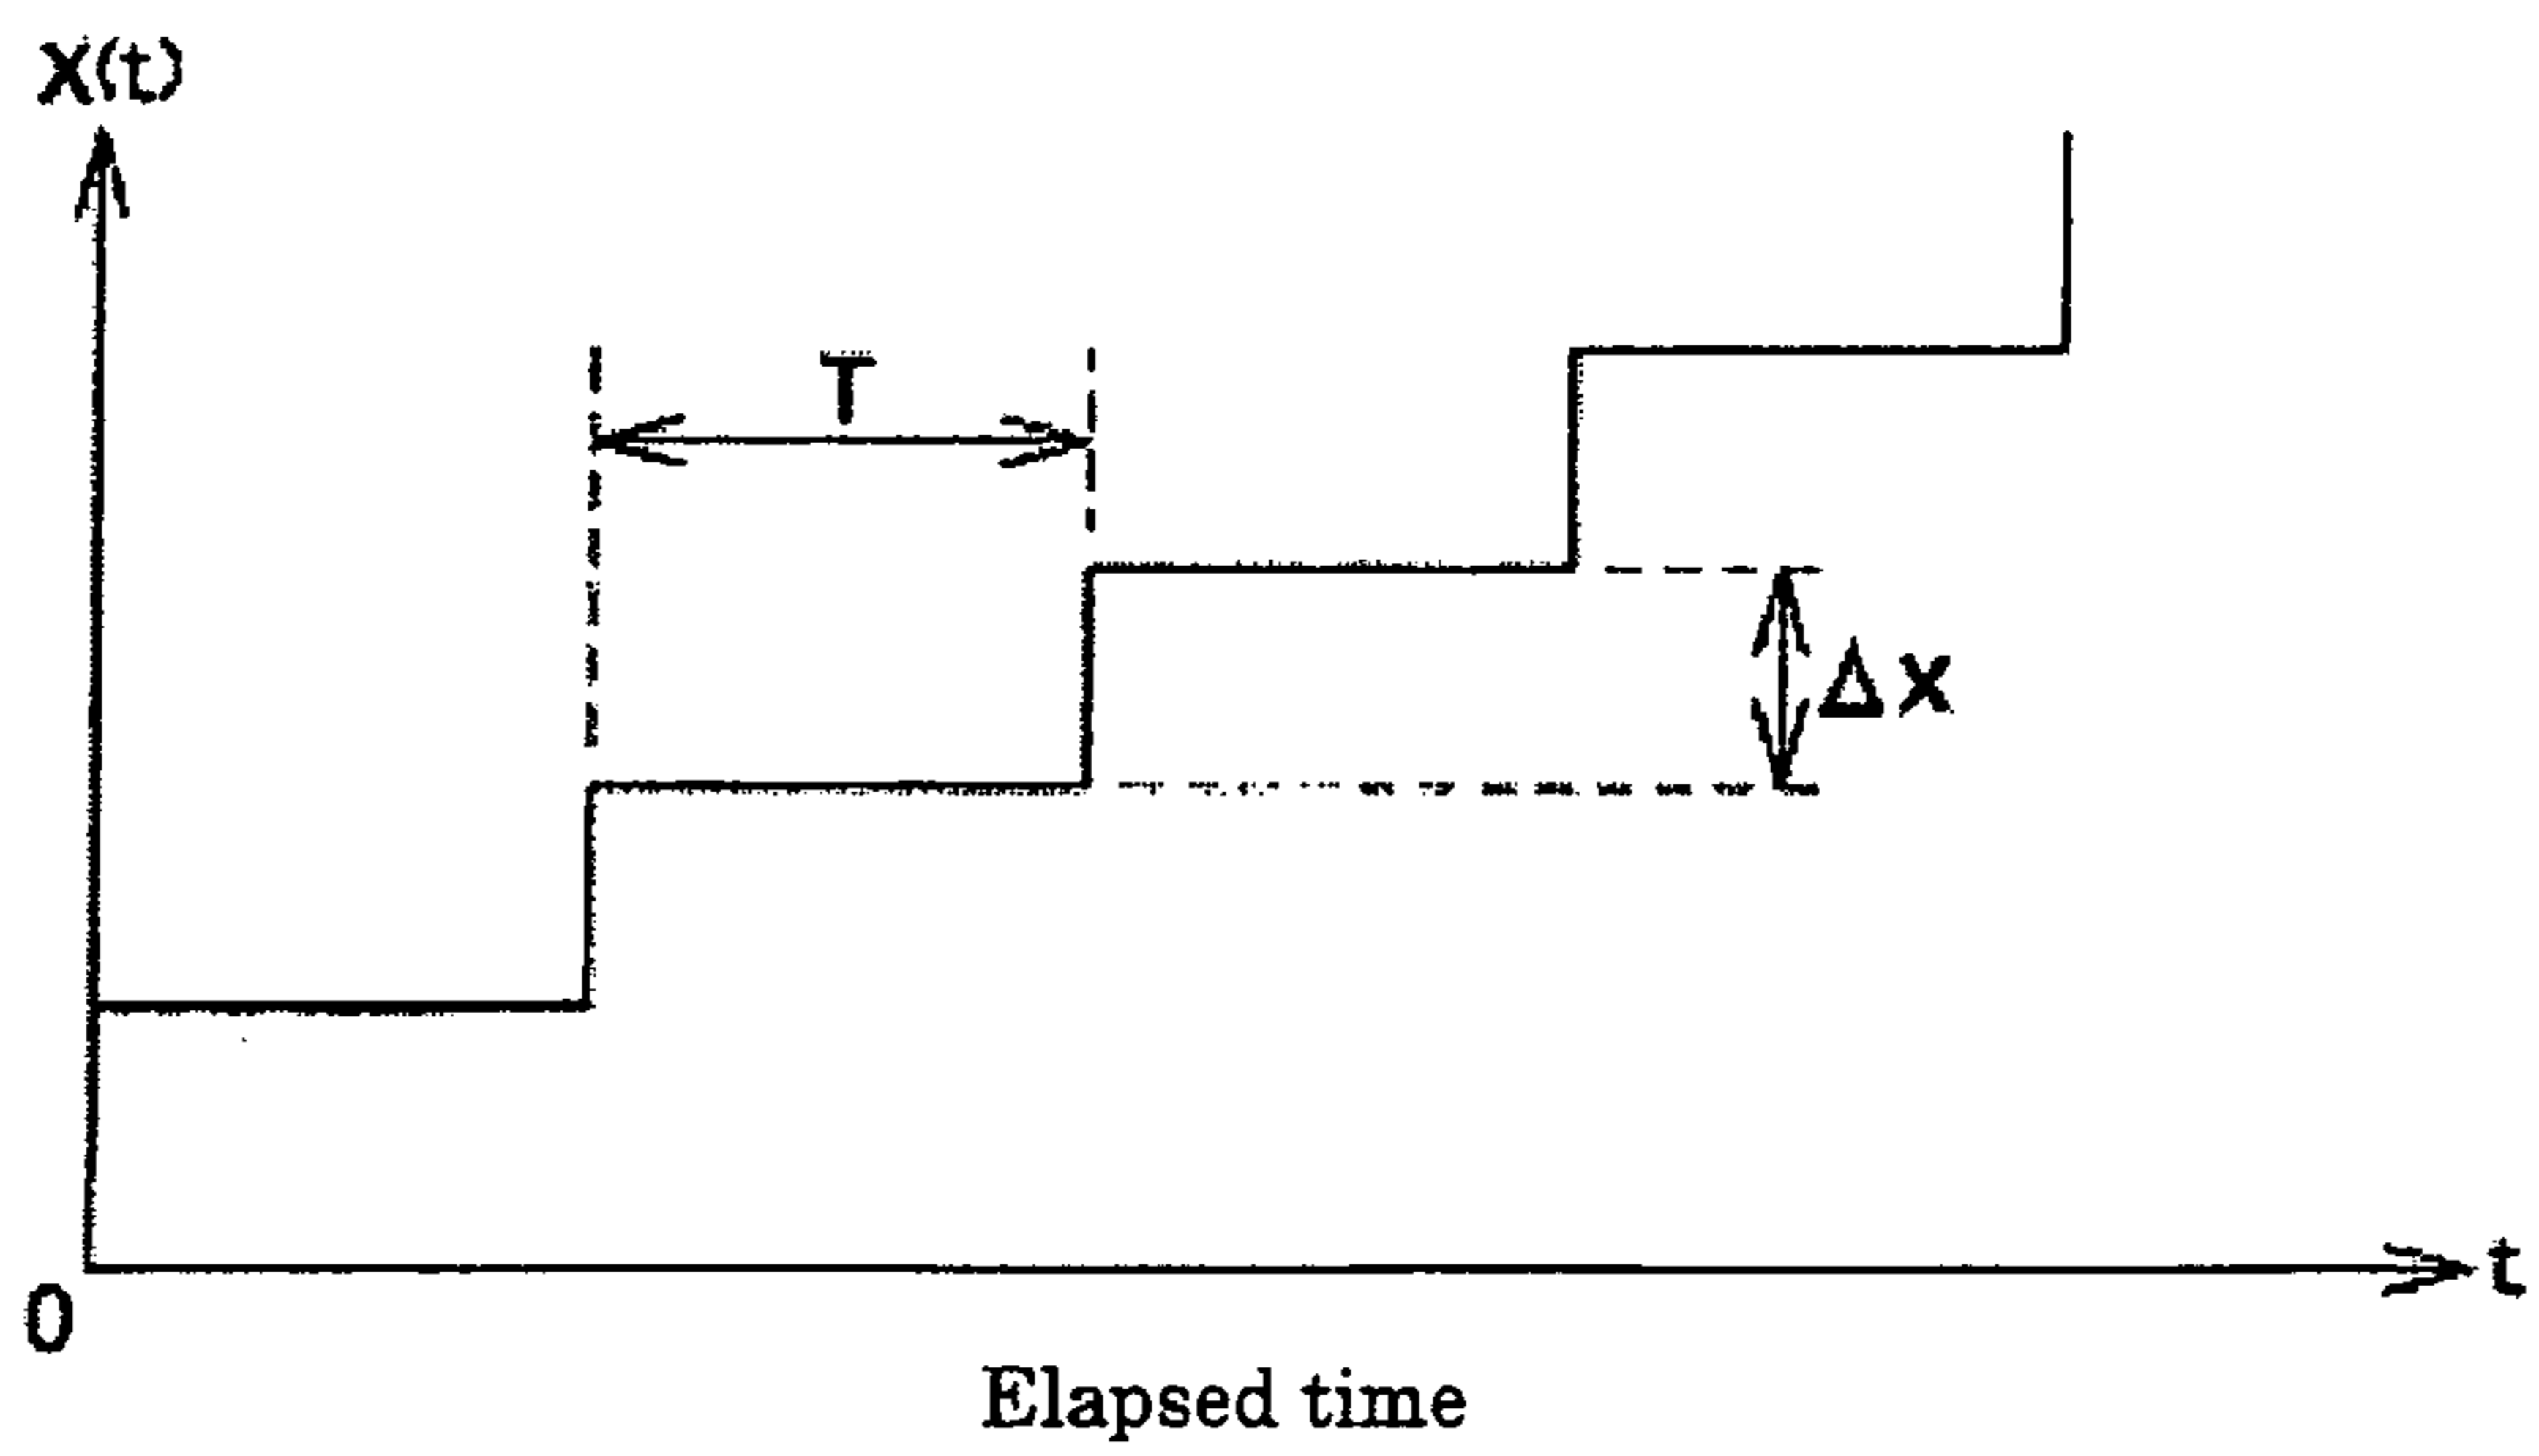 X(t)
T
ΔX
t
0
Elapsed time